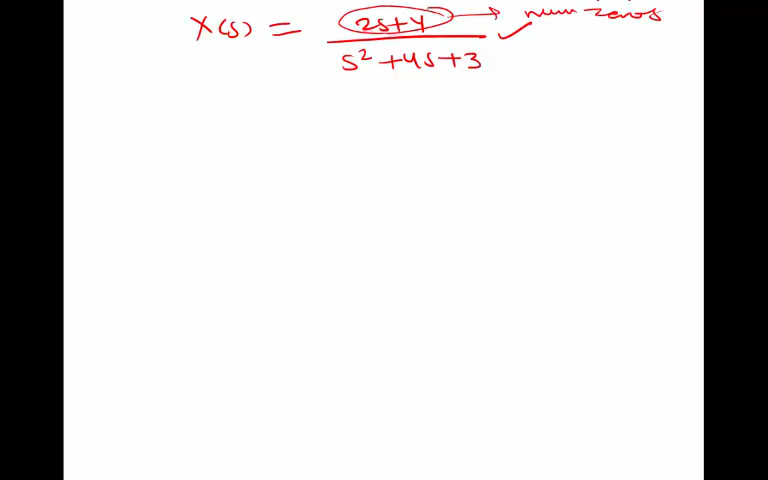 X(s) = 2s+4 → num zeros
s² +4s+3